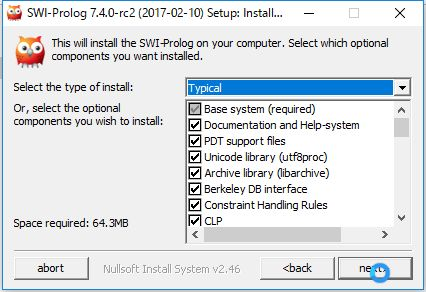 SWI-Prolog 7.4.0-rc2 (2017-02-10) Setup: Install...
This will install the SWI-Prolog on your computer. Select which optional
components you want installed.
Select the type of install:
Typical
Or, select the optional
components you wish to install:
Base system (required)
Documentation and Help-system
PDT support files
Unicode library (utf8proc)
Archive library (libarchive)
Berkeley DB interface
Constraint Handling Rules
CLP
Space required: 64.3MB
abort
Nullsoft Install System v2.46
<back
next>